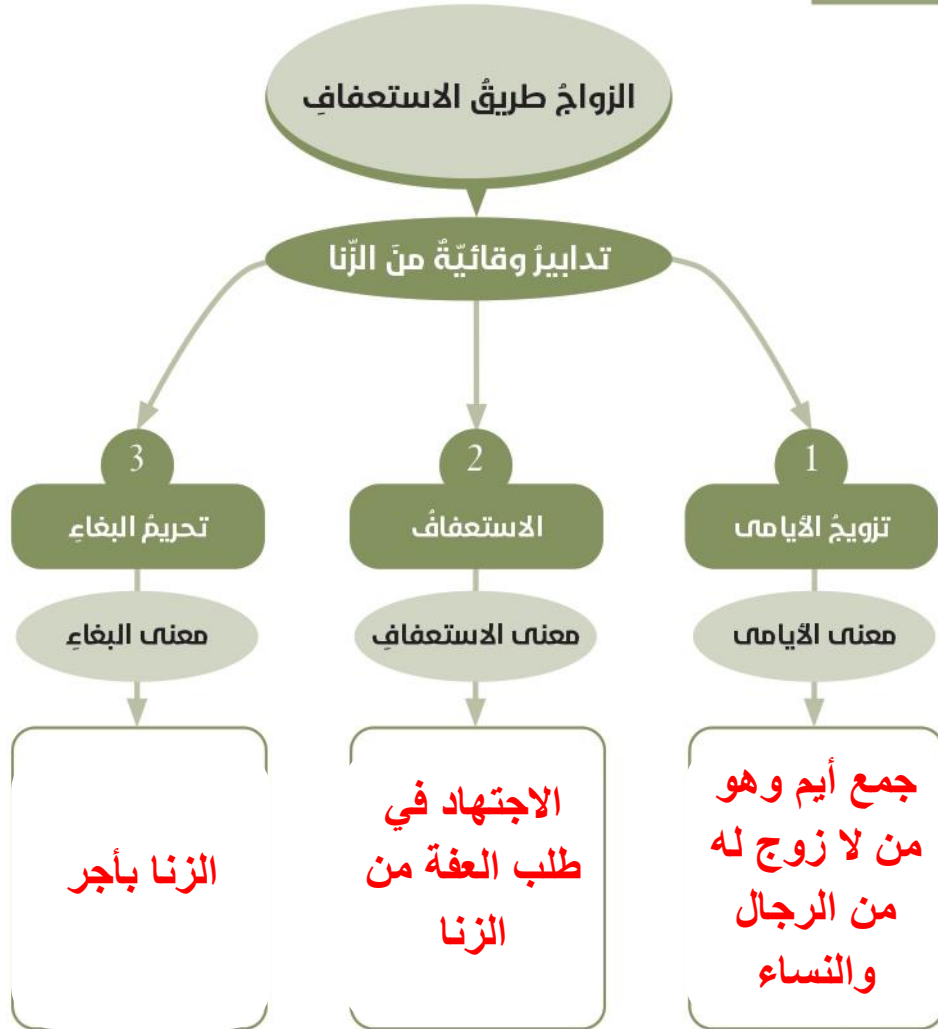 الزواجُ طريقُ الاستعفافِ
تدابيرُ وقائيّةٌ منَ الزّنا
1
تزويجُ الأيامى
معنى الأيامى
جمع أيم وهو
من لا زوج له
من الرجال
والنساء
2
الاستعفافُ
معنى الاستعفافِ
الاجتهاد في
طلب العفة من
الزنا
3
تحريمُ البغاءِ
معنى البغاءِ
الزنا بأجر